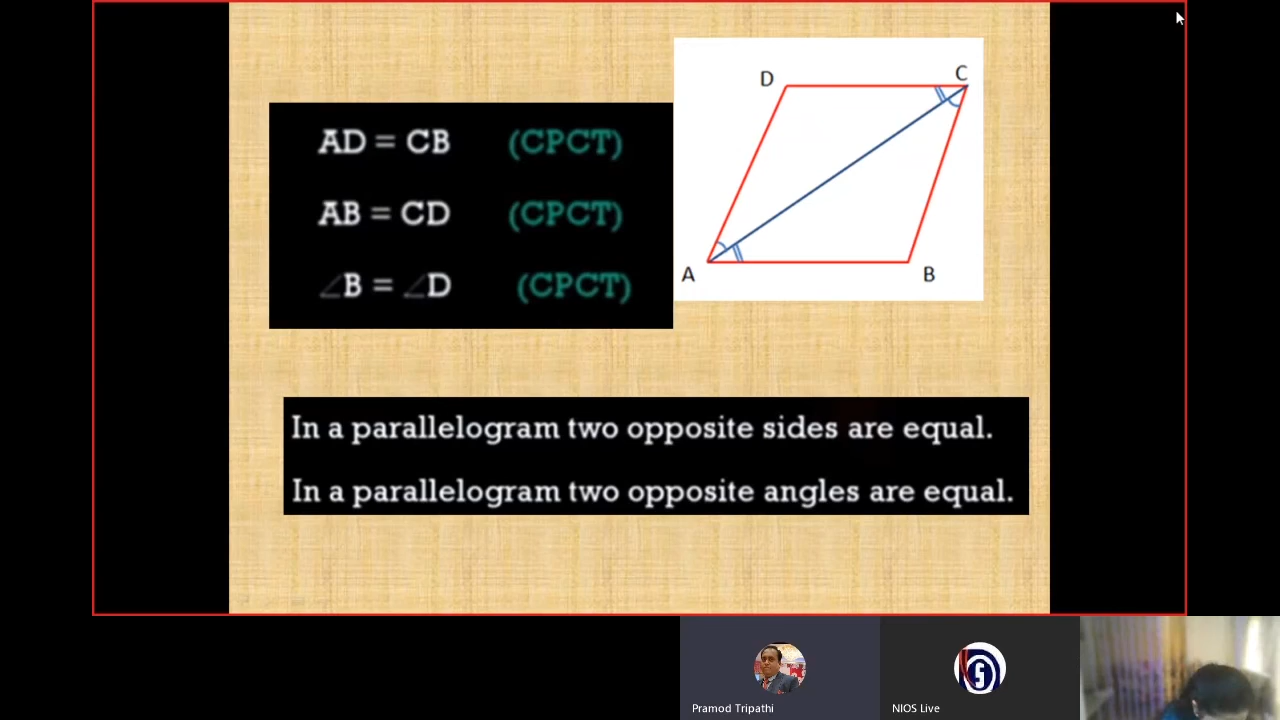 AD = CB (CPCT)
AB = CD (CPCT)
∠B = ∠D (CPCT)
D
C
A
B
In a parallelogram two opposite sides are equal.
In a parallelogram two opposite angles are equal.
Pramod Tripathi
NIOS Live